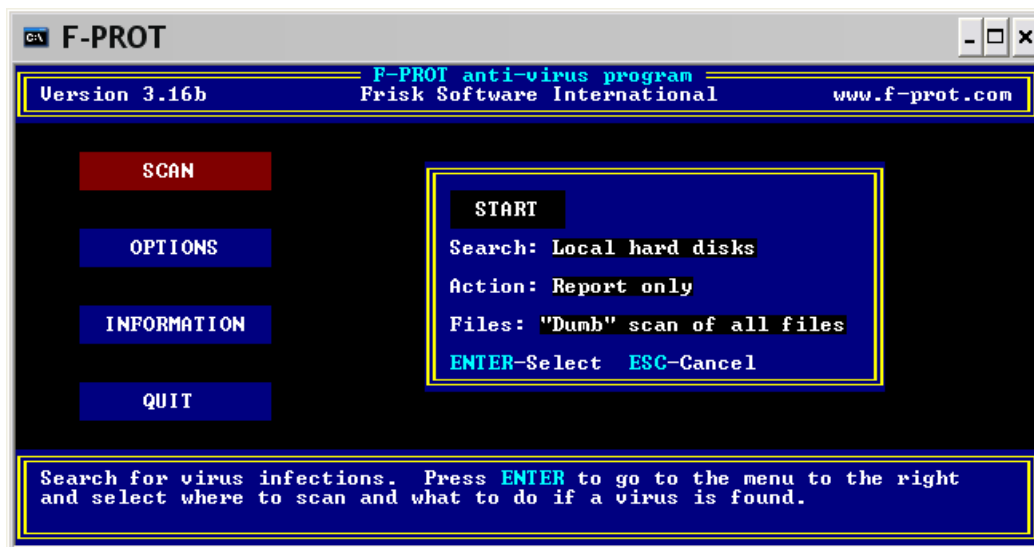 F-PROT
F-PROT anti-virus program
Version 3.16b Frisk Software International www.f-prot.com
SCAN
OPTIONS
INFORMATION
QUIT
START
Search: Local hard disks
Action: Report only
Files: "Dumb" scan of all files
ENTER-Select ESC-Cancel
Search for virus infections. Press ENTER to go to the menu to the right
and select where to scan and what to do if a virus is found.